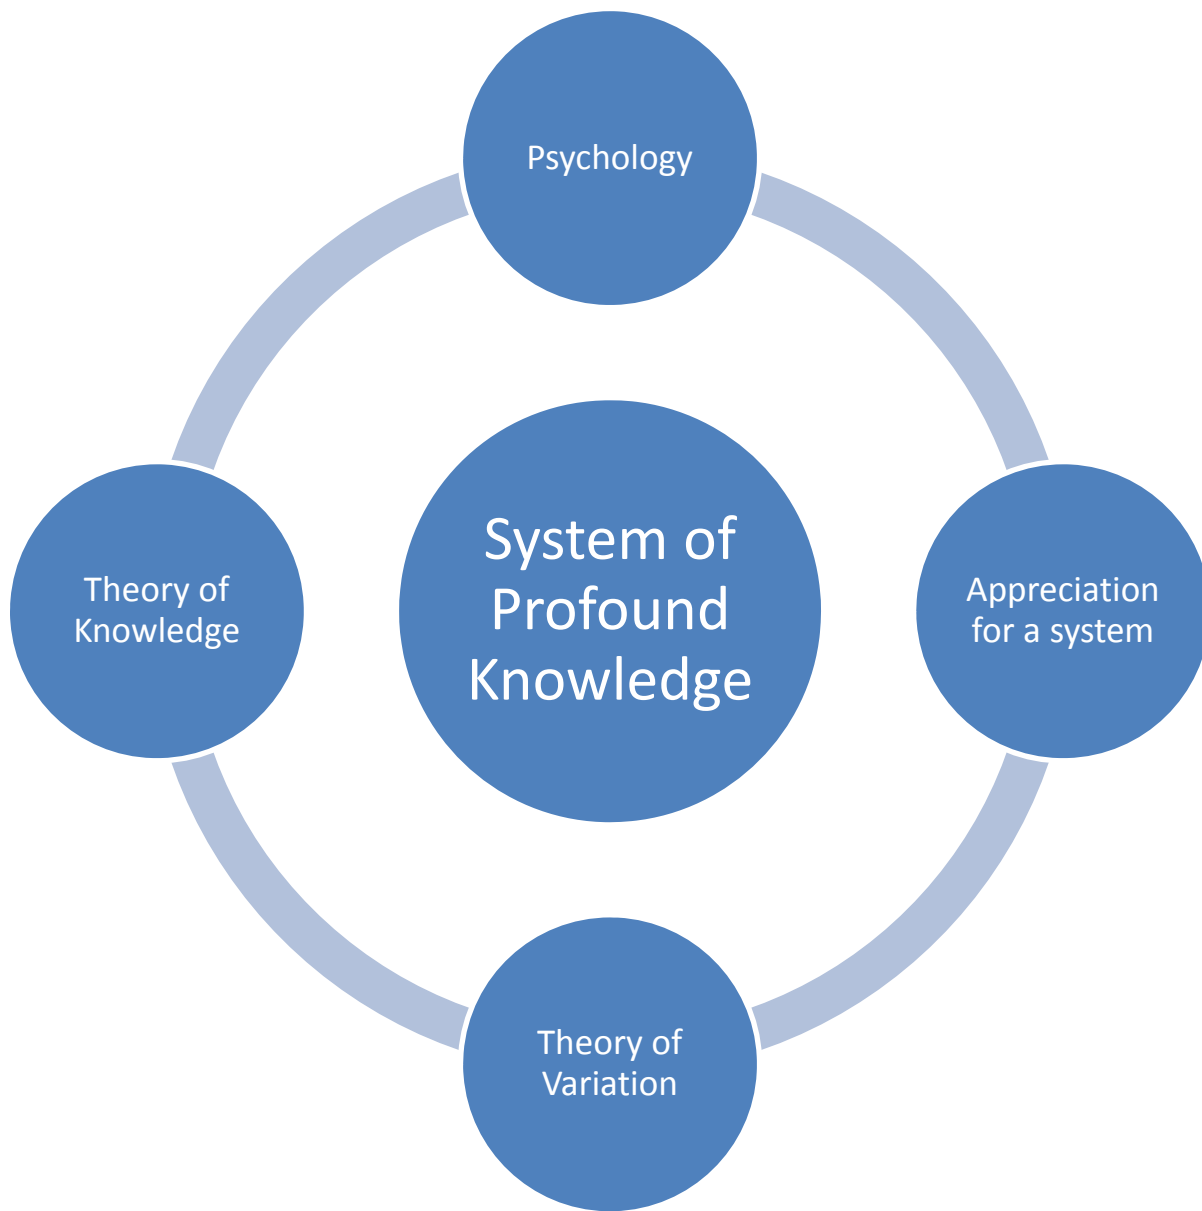 Psychology
Theory of
Knowledge
System of
Profound
Knowledge
Appreciation
for a system
Theory of
Variation